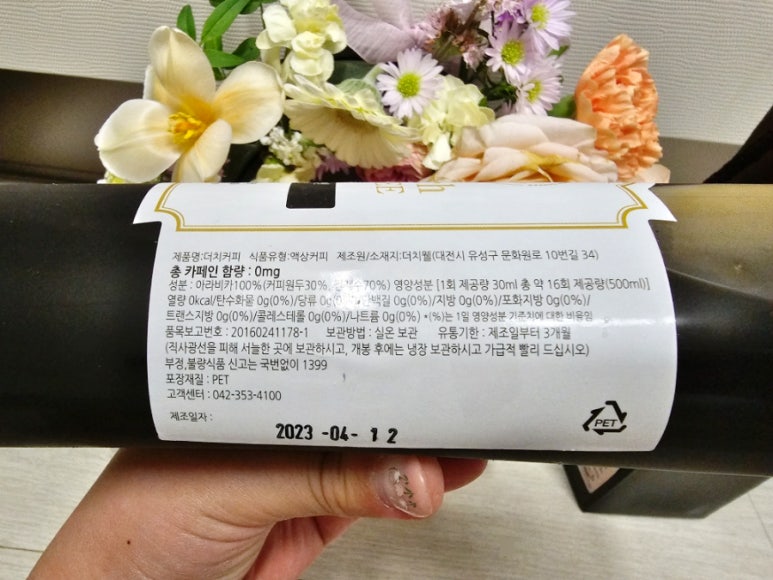 제품명:더치커피 식품유형:액상커피 제조원/소재지:더치웰(대전시 유성구 문화원로 10번길 34)
총 카페인 함량 : 0mg
성분 : 아라비카100%(커피원두30%, 70%) 영양성분 [1회 제공량 30ml 총 약 16회 제공량(500ml)]
열량 0kcal/탄수화물 0g(0%)/당류 0g 0g(0%)/지방 0g(0%)/포화지방 0g(0%)/
트랜스지방 0g(0%)/콜레스테롤 0g(0%)/나트륨 0g(0%) *(%)는 1일 영양성분 기준치에 대한 비율임
품목보고번호 : 20160241178-1 보관방법 : 실온 보관 유통기한 : 제조일부터 3개월
(직사광선을 피해 서늘한 곳에 보관하시고, 개봉 후에는 냉장 보관하시고 가급적 빨리 드십시오)
부정,불량식품 신고는 국번없이 1399
포장재질 : PET
고객센터 : 042-353-4100
제조일자 :
2023 -04- 12
PET